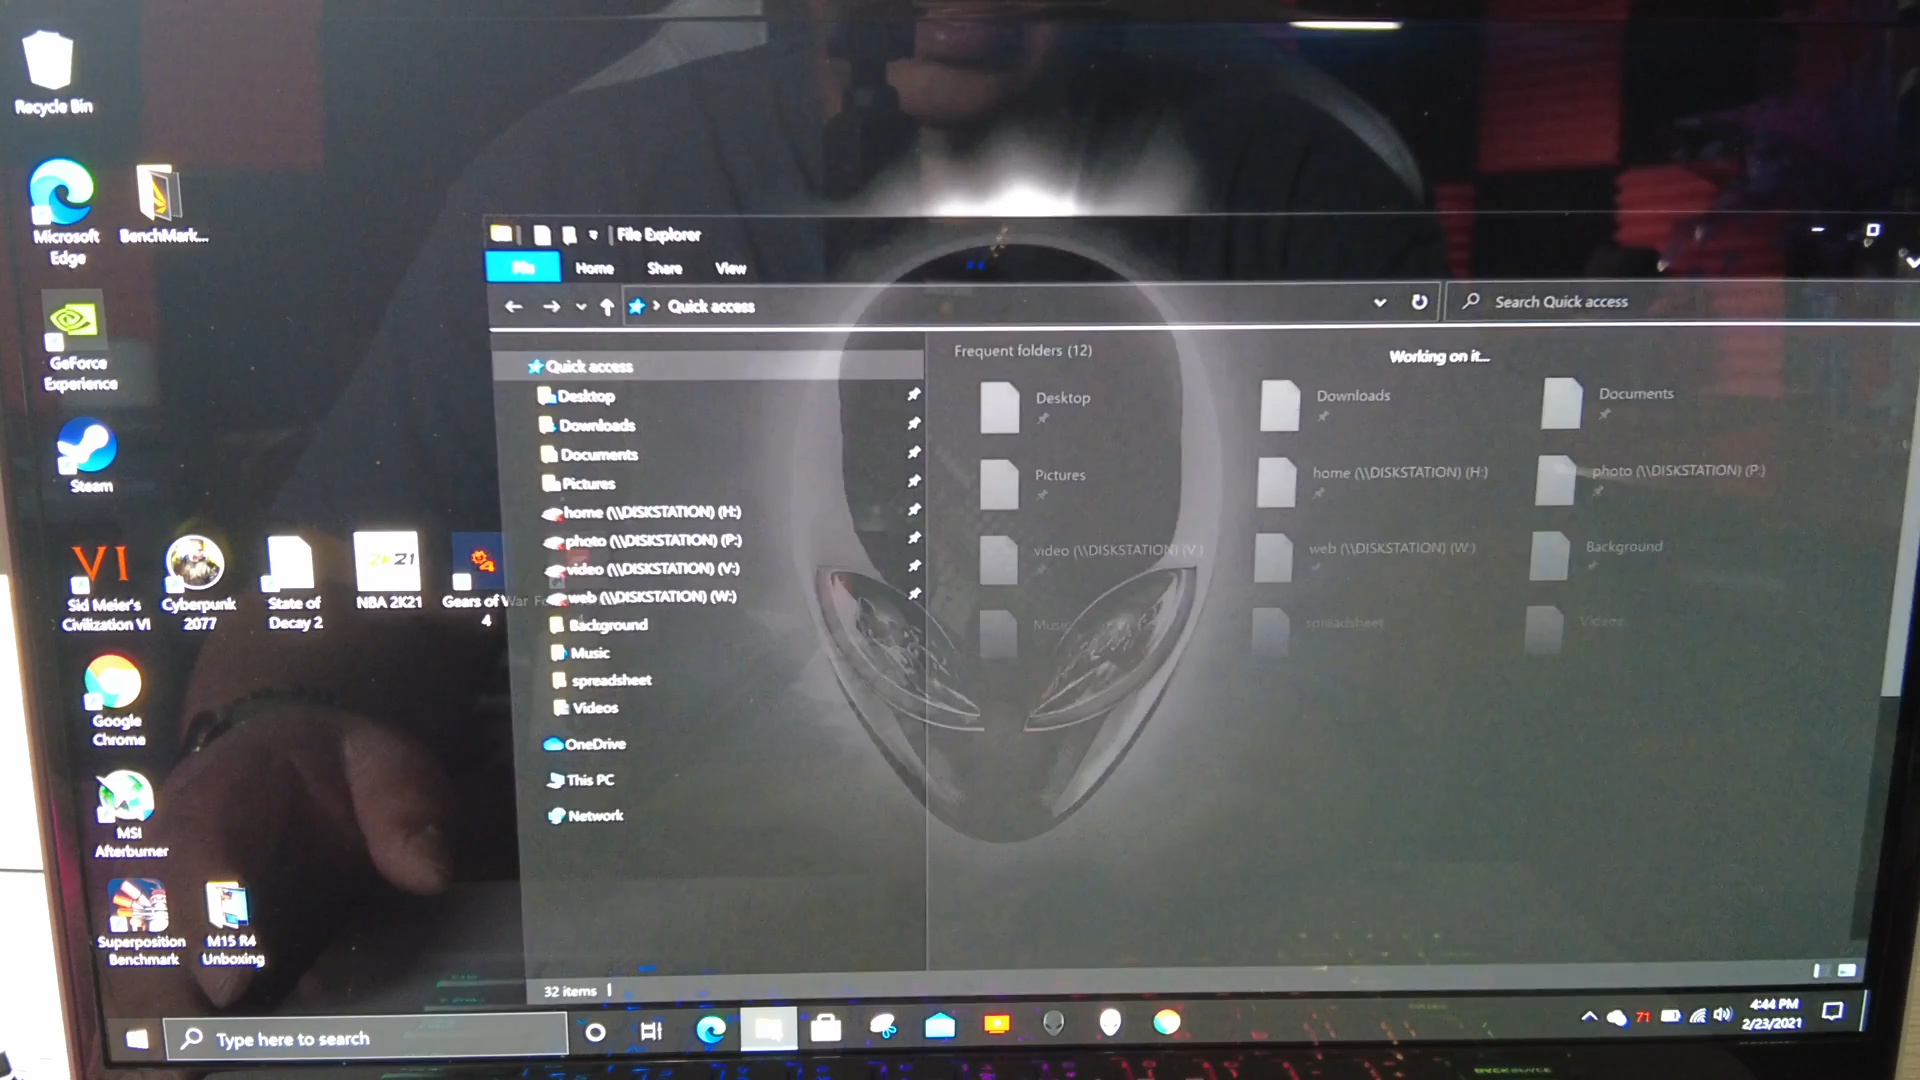 Recycle Bin
Microsoft
Edge
BenchMark...
GeForce
Experience
Steam
VI
Sid Meier's
Civilization VI
Cyberpunk
2077
State of
Decay 2
2K21
NBA 2K21
Gears of War
4
Google
Chrome
MSI
Afterburner
Superposition
Benchmark
M15 R4
Unboxing
File Explorer
File
Home
Share
View
Quick access
Search Quick access
Quick access
Desktop
Downloads
Documents
Pictures
home (\\DISKSTATION) (H:)
photo (\\DISKSTATION) (P:)
video (\\DISKSTATION) (V:)
web (\\DISKSTATION) (W:)
Background
Music
spreadsheet
Videos
OneDrive
This PC
Network
Frequent folders (12)
Working on it...
Desktop
Downloads
Documents
Pictures
home (\\DISKSTATION) (H:)
photo (\\DISKSTATION) (P:)
video (\\DISKSTATION) (V:)
web (\\DISKSTATION) (W:)
Background
Music
spreadsheet
Videos
32 items
Type here to search
71
4:44 PM
2/23/2021